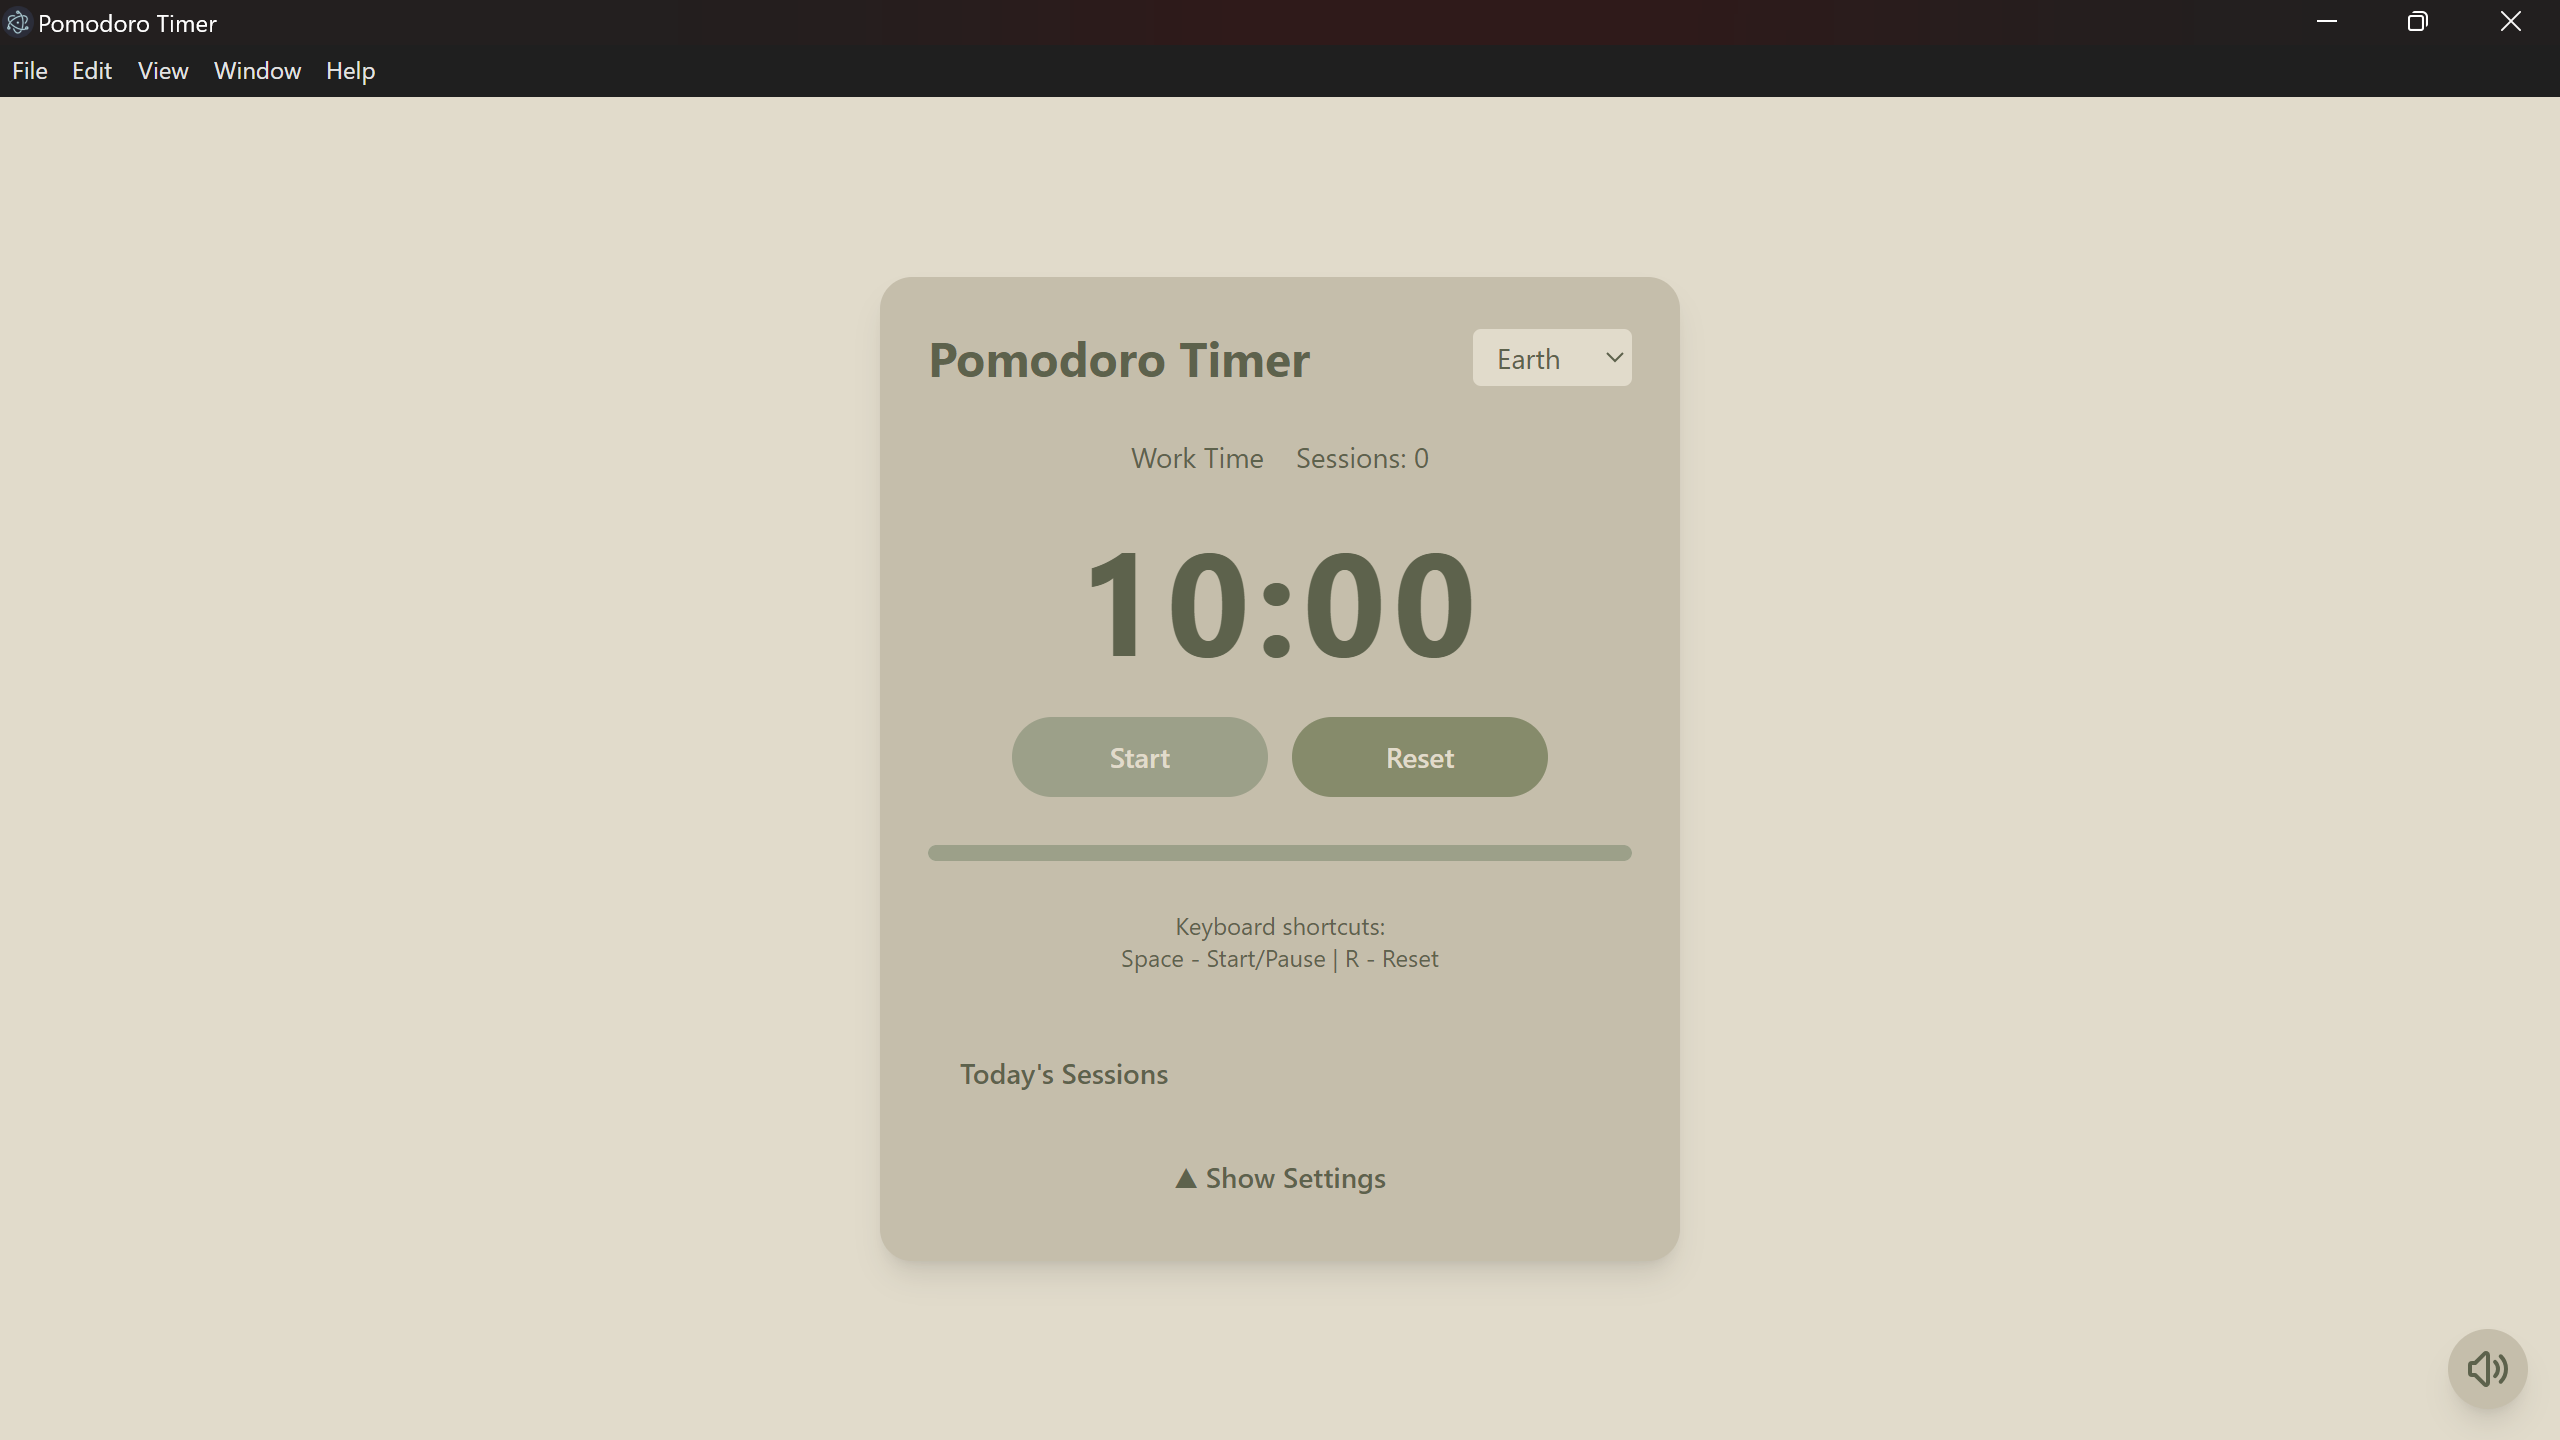 Pomodoro Timer
File Edit View Window Help
Pomodoro Timer
Earth
Work Time Sessions: 0
10:00
Start Reset
Keyboard shortcuts:
Space - Start/Pause | R - Reset
Today's Sessions
▲ Show Settings